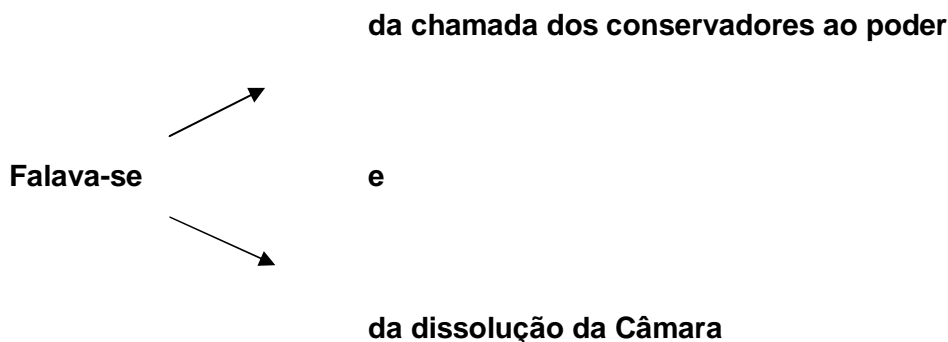 da chamada dos conservadores ao poder
Falava-se e
da dissolução da Câmara